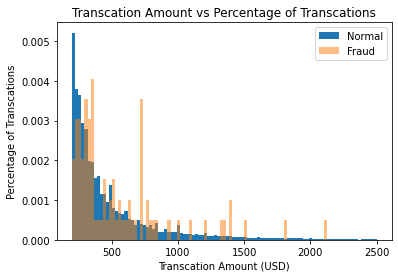 Transcation Amount vs Percentage of Transcations
Normal
Fraud
0.005
0.004
0.003
0.002
0.001
0.000
Percentage of Transcations
500
1000
1500
2000
2500
Transcation Amount (USD)